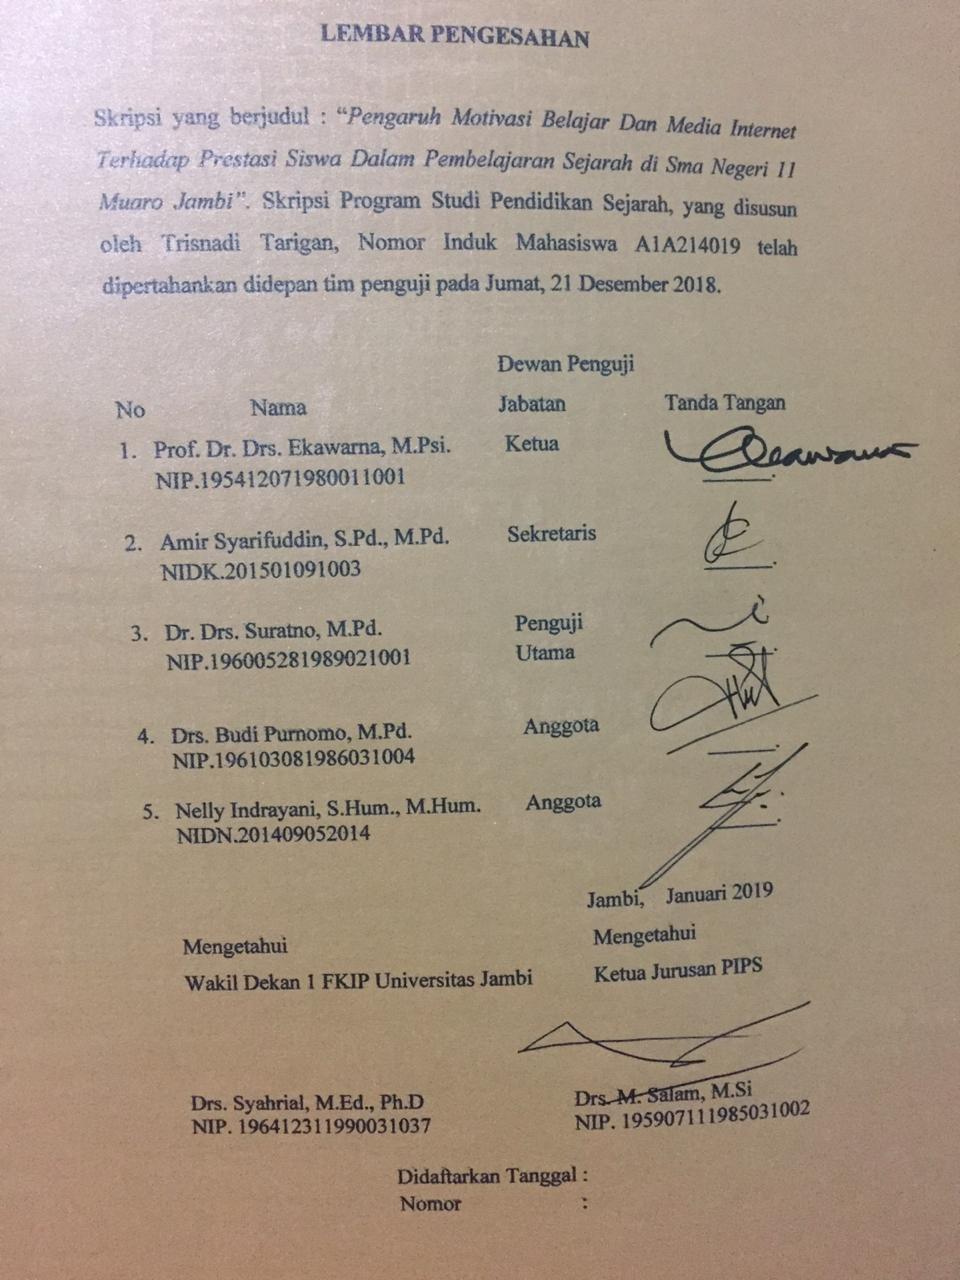 LEMBAR PENGESAHAN
Skripsi yang berjudul : “Pengaruh Motivasi Belajar Dan Media Internet
Terhadap Prestasi Siswa Dalam Pembelajaran Sejarah di Sma Negeri 11
Muaro Jambi”. Skripsi Program Studi Pendidikan Sejarah, yang disusun
oleh Trisnadi Tarigan, Nomor Induk Mahasiswa A1A214019 telah
dipertahankan didepan tim penguji pada Jumat, 21 Desember 2018.
Dewan Penguji
No Nama Jabatan Tanda Tangan
1. Prof. Dr. Drs. Ekawarna, M.Psi. Ketua
NIP.195412071980011001
2. Amir Syarifuddin, S.Pd., M.Pd. Sekretaris
NIDK.201501091003
3. Dr. Drs. Suratno, M.Pd. Penguji
NIP.196005281989021001 Utama
4. Drs. Budi Purnomo, M.Pd. Anggota
NIP.196103081986031004
5. Nelly Indrayani, S.Hum., M.Hum. Anggota
NIDN.201409052014
Jambi, Januari 2019
Mengetahui Mengetahui
Wakil Dekan 1 FKIP Universitas Jambi Ketua Jurusan PIPS
Drs. Syahrial, M.Ed., Ph.D Drs. M. Salam, M.Si
NIP. 196412311990031037 NIP. 195907111985031002
Didaftarkan Tanggal :
Nomor :